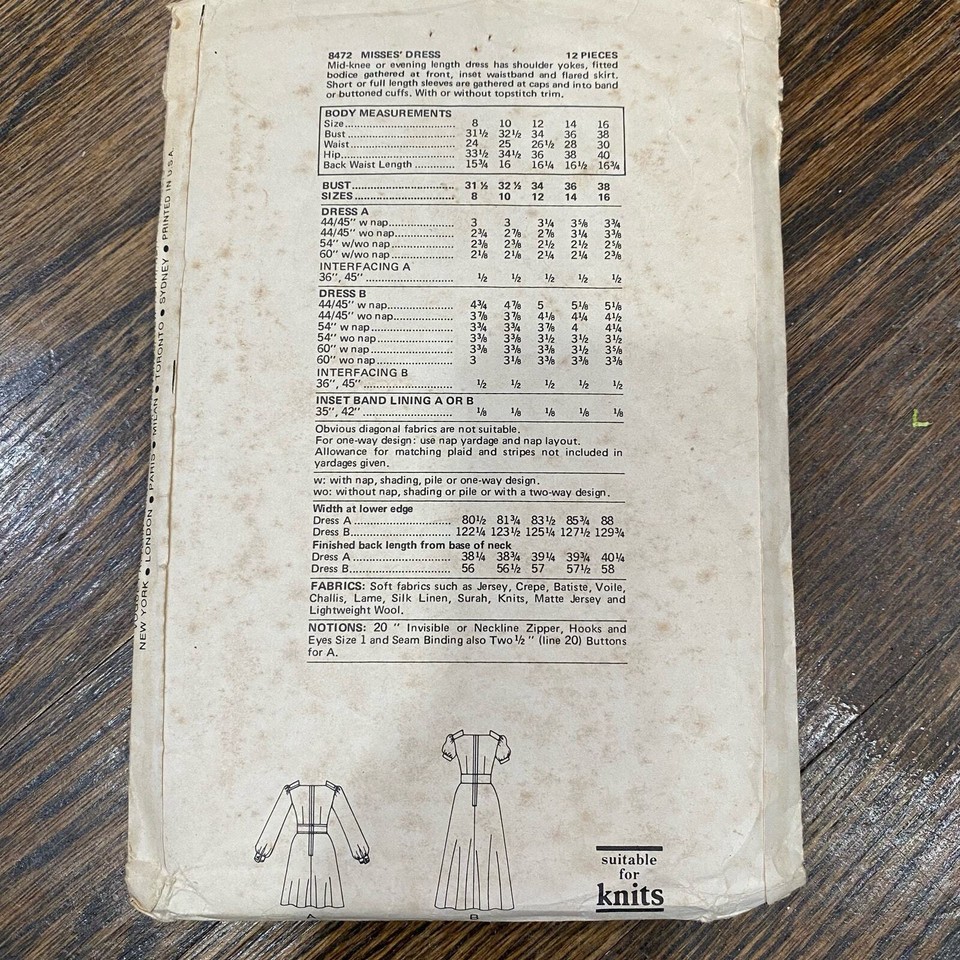 8472 MISSES' DRESS 12 PIECES
Mid-knee or evening length dress has shoulder yokes, fitted
bodice gathered at front, inset waistband and flared skirt.
Short or full length sleeves are gathered at caps and into band
or buttoned cuffs. With or without topstitch trim.
BODY MEASUREMENTS
Size 8 10 12 14 16
Bust 31½ 32½ 34 36 38
Waist 24 25 26½ 28 30
Hip 33½ 34½ 36 38 40
Back Waist Length 15¾ 16 16¼ 16½ 16¾
BUST 31 ½ 32 ½ 34 36 38
SIZES 8 10 12 14 16
DRESS A
44/45" w nap 3 3 3¼ 3⅝ 3¾
44/45" wo nap 2¾ 2⅞ 2⅞ 3¼ 3⅜
54" w/wo nap 2⅜ 2⅜ 2½ 2½ 2⅝
60" w/wo nap 2⅛ 2⅛ 2¼ 2¼ 2⅜
INTERFACING A
36", 45" ½ ½ ½ ½ ½
DRESS B
44/45" w nap 4¾ 4⅞ 5 5⅛ 5⅛
44/45" wo nap 3⅞ 3⅞ 4⅛ 4¼ 4½
54" w nap 3¾ 3¾ 3⅞ 4 4¼
54" wo nap 3⅜ 3⅜ 3½ 3½ 3½
60" w nap 3⅜ 3⅜ 3⅜ 3½ 3⅝
60" wo nap 3 3⅛ 3⅜ 3⅜ 3⅜
INTERFACING B
36", 45" ½ ½ ½ ½ ½
INSET BAND LINING A OR B
35", 42" ⅛ ⅛ ⅛ ⅛ ⅛
Obvious diagonal fabrics are not suitable.
For one-way design: use nap yardage and nap layout.
Allowance for matching plaid and stripes not included in
yardages given.
w: with nap, shading, pile or one-way design.
wo: without nap, shading or pile or with a two-way design.
Width at lower edge
Dress A 80½ 81¾ 83½ 85¾ 88
Dress B 122¼ 123½ 125¼ 127½ 129¾
Finished back length from base of neck
Dress A 38¼ 38¾ 39¼ 39¾ 40¼
Dress B 56 56½ 57 57½ 58
FABRICS: Soft fabrics such as Jersey, Crepe, Batiste, Voile,
Challis, Lame, Silk Linen, Surah, Knits, Matte Jersey and
Lightweight Wool.
NOTIONS: 20 " Invisible or Neckline Zipper, Hooks and
Eyes Size 1 and Seam Binding also Two ½ " (line 20) Buttons
for A.
A
B
suitable
for
knits
NEW YORK • LONDON • PARIS • MILAN • TORONTO • SYDNEY • PRINTED IN U.S.A.